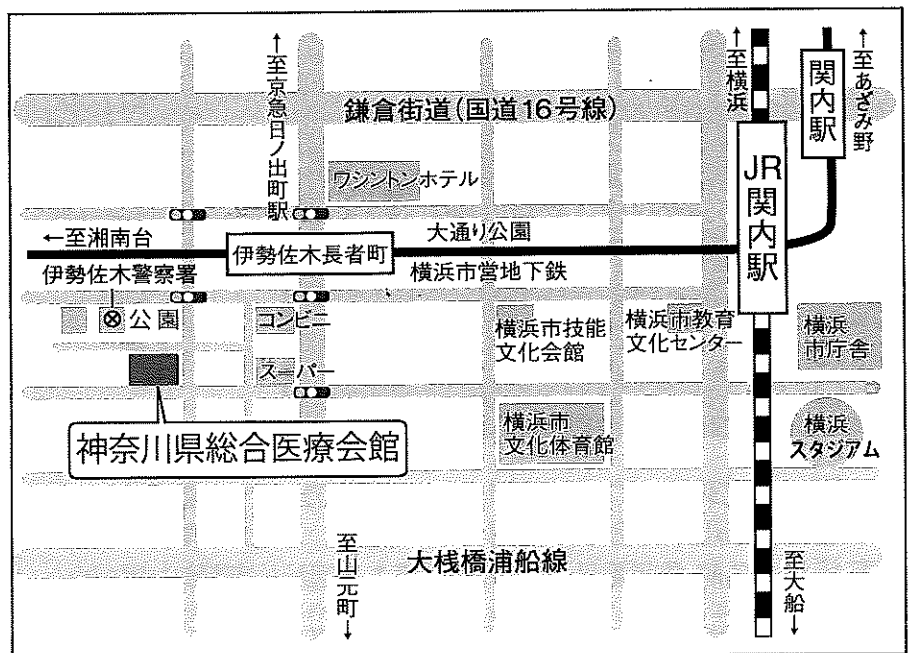 ↑至京急日ノ出町駅
↑至横浜
関内駅
↑至あざみ野
鎌倉街道(国道16号線)
ワシントンホテル
JR関内駅
←至湘南台
伊勢佐木長者町
大通り公園
横浜市営地下鉄
伊勢佐木警察署
公園
コンビニ
横浜市技能
文化会館
横浜市教育
文化センター
横浜
市庁舎
スーパー
神奈川県総合医療会館
横浜市
文化体育館
横浜
スタジアム
大桟橋浦船線
至山元町↓
至大船↓